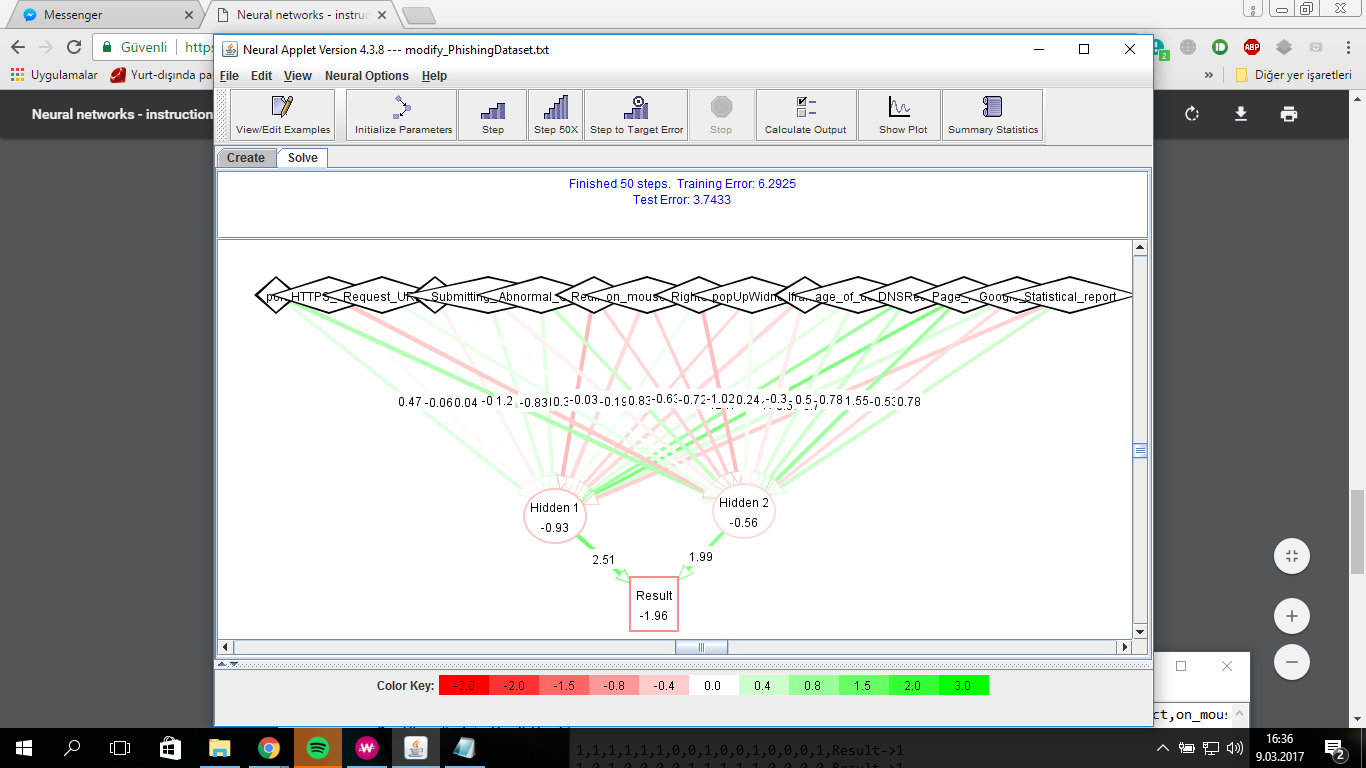 Messenger
Neural networks - instruc
Güvenli
https
Uygulamalar
Yurt-dışında pa
Diğer yer işaretleri
Neural networks - instruction
Neural Applet Version 4.3.8 --- modify_PhishingDataset.txt
File Edit View Neural Options Help
View/Edit Examples
Initialize Parameters
Step
Step 50X
Step to Target Error
Stop
Calculate Output
Show Plot
Summary Statistics
Create Solve
Finished 50 steps. Training Error: 6.2925
Test Error: 3.7433
HTTPS_ Request_UR Submitting_ Abnormal_ Redir on_mouse Right popUpWidn Ifram age_of_d DNSRec Page_ Google_ Statistical_report
0.47 -0.06 0.04 -0 1.2 -0.83 0.3 -0.03 -0.19 0.83 -0.63 -0.72 -1.02 0.24 -0.3 0.5 0.78 1.55 -0.53 0.78
Hidden 1
-0.93
Hidden 2
-0.56
2.51
1.99
Result
-1.96
Color Key: -3.0 -2.0 -1.5 -0.8 -0.4 0.0 0.4 0.8 1.5 2.0 3.0
ct,on_mous
1,1,1,1,1,1,0,0,1,0,0,1,0,0,0,1,Result->1
16:36
9.03.2017
2
2
ABP